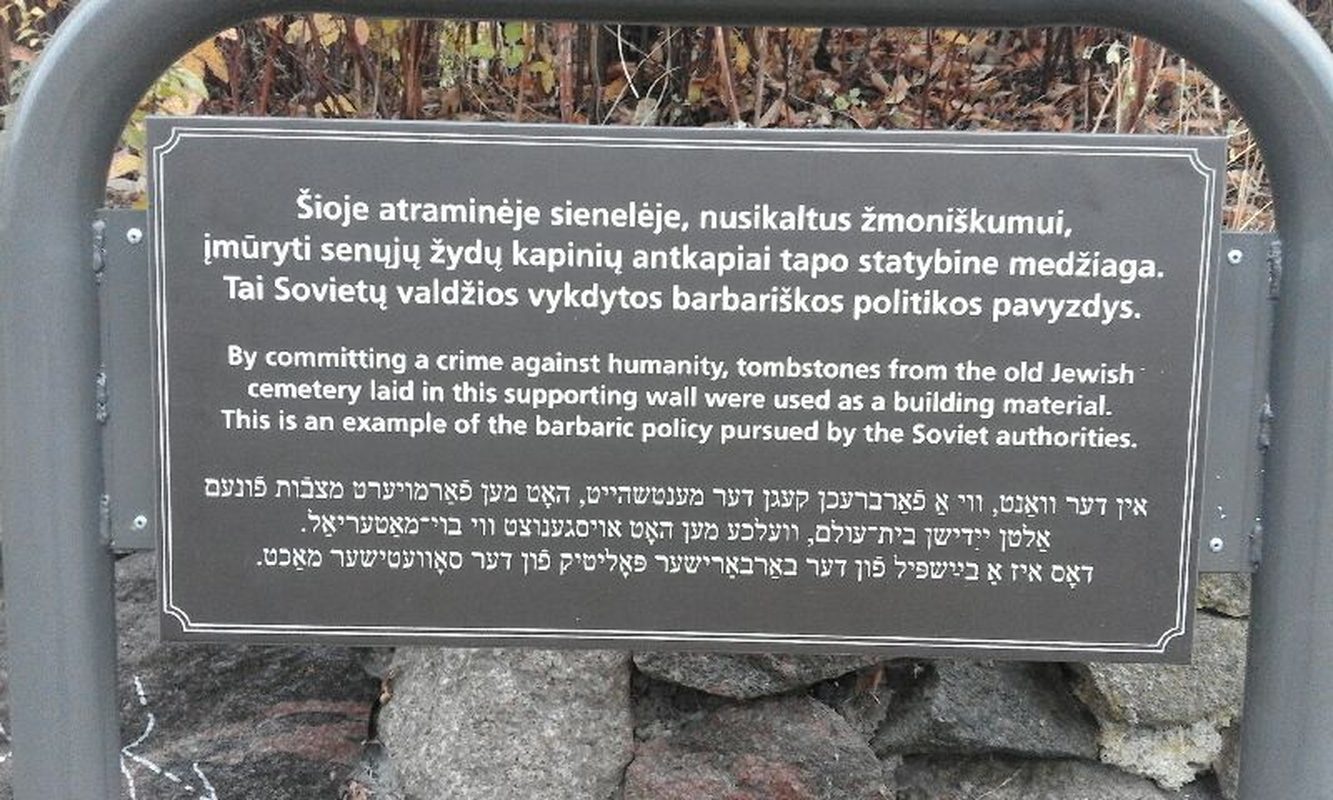 Šioje atraminėje sienelėje, nusikaltus žmoniškumui,
įmūryti senųjų žydų kapinių antkapiai tapo statybine medžiaga.
Tai Sovietų valdžios vykdytos barbariškos politikos pavyzdys.
By committing a crime against humanity, tombstones from the old Jewish
cemetery laid in this supporting wall were used as a building material.
This is an example of the barbaric policy pursued by the Soviet authorities.
אין דער וואַנט, ווי אַ פֿאַרברעכן קעגן דער מענטשהייט, האָט מען פֿאַרמויערט מצבֿות פֿונעם
אַלטן ייִדישן בית־עולם, וועלכע מען האָט אויסגענוצט ווי בוי־מאַטעריאַל.
דאָס איז אַ בײַשפּיל פֿון דער באַרבאַרישער פּאָליטיק פֿון דער סאָוועטישער מאַכט.